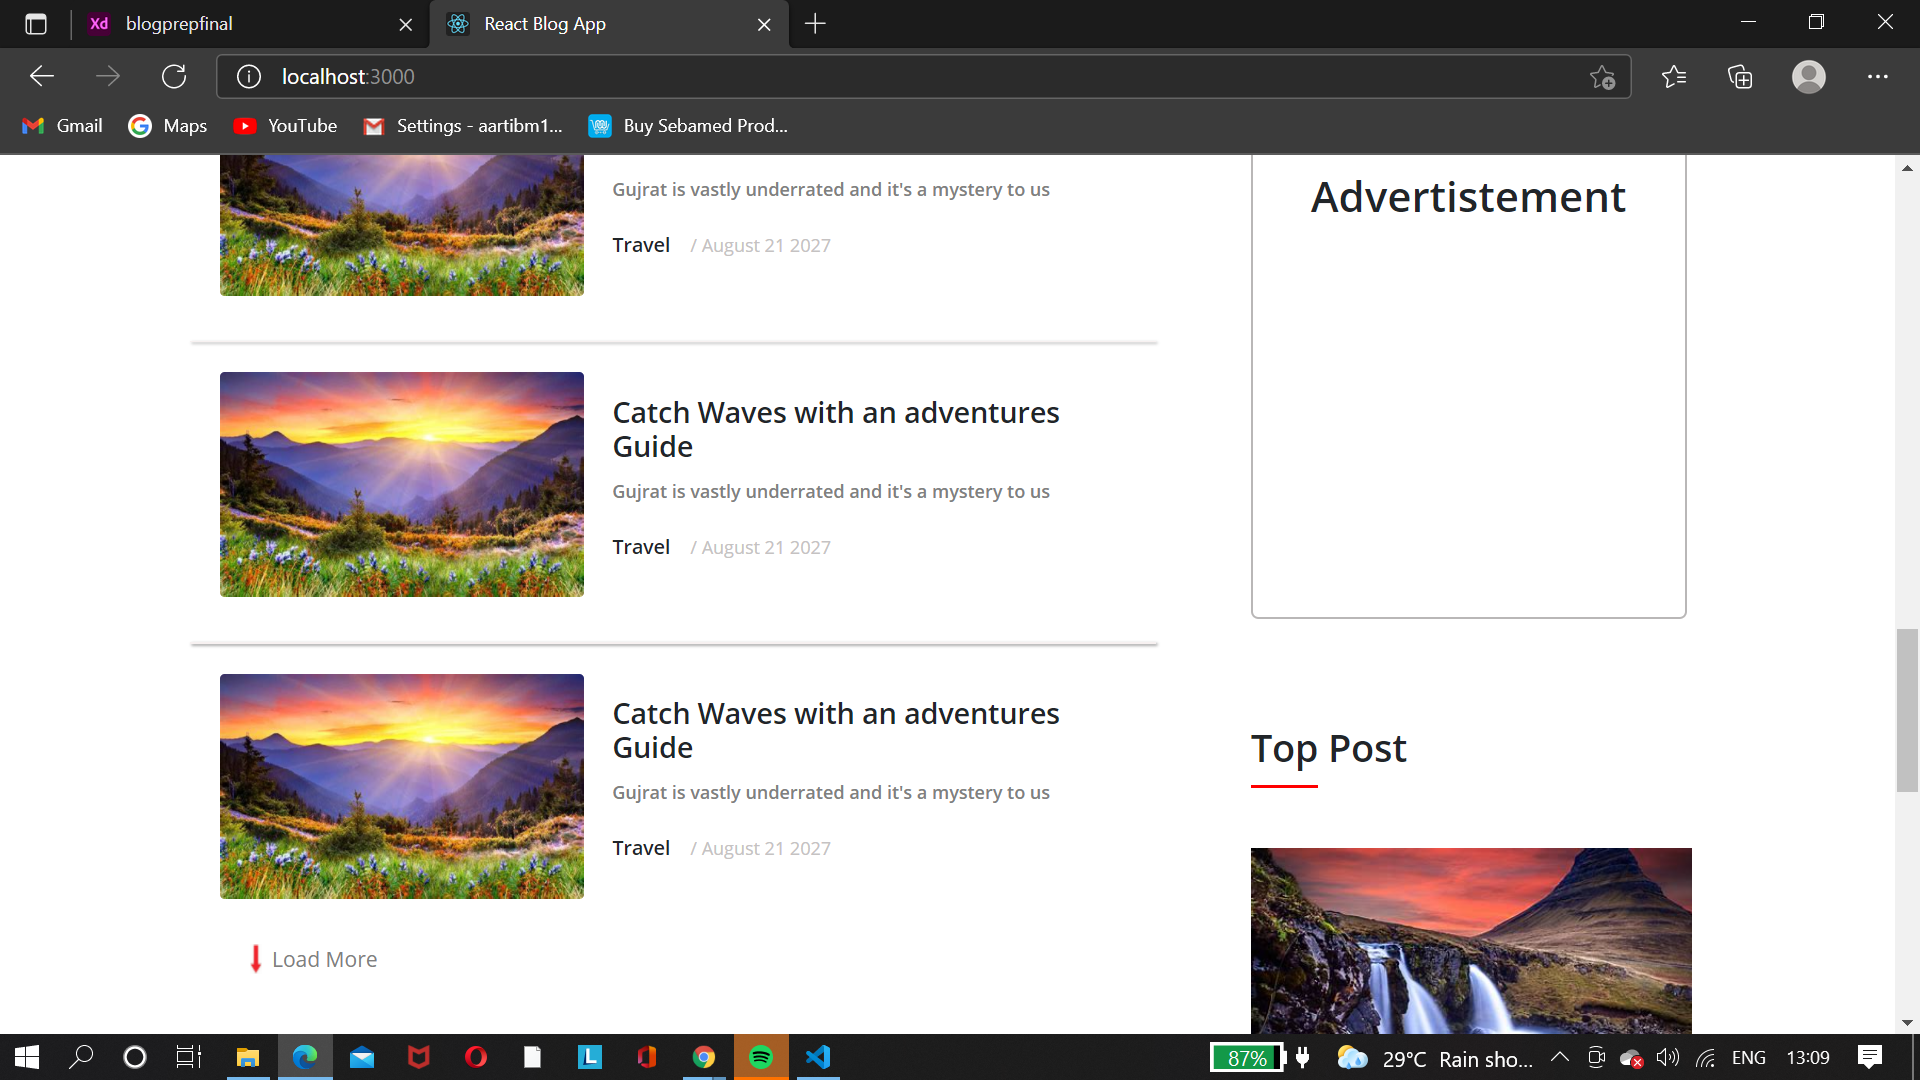 Xd blogprepfinal
React Blog App
localhost:3000
Gmail
Maps
YouTube
Settings - aartibm1...
Buy Sebamed Prod...
Gujrat is vastly underrated and it's a mystery to us
Travel / August 21 2027
Catch Waves with an adventures
Guide
Gujrat is vastly underrated and it's a mystery to us
Travel / August 21 2027
Catch Waves with an adventures
Guide
Gujrat is vastly underrated and it's a mystery to us
Travel / August 21 2027
Load More
Advertistement
Top Post
L
87%
29°C Rain sho...
ENG
13:09